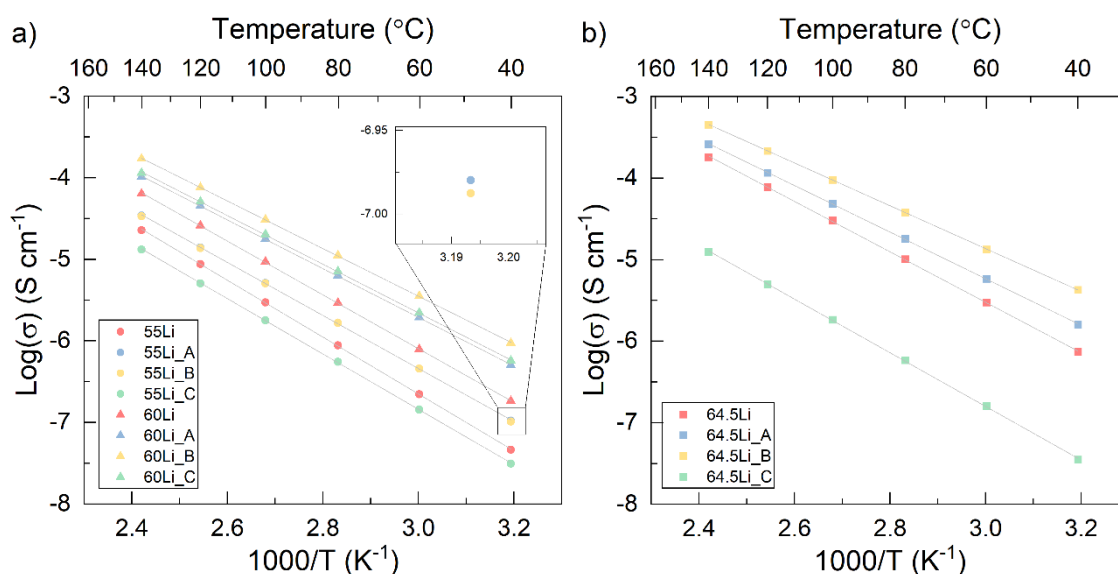 a)
Temperature (°C)
160 140 120 100 80 60 40
-3
-4
-5
-6
-7
-8
Log(σ) (S cm⁻¹)
-6.95
-7.00
3.19 3.20
55Li
55Li_A
55Li_B
55Li_C
60Li
60Li_A
60Li_B
60Li_C
2.4 2.6 2.8 3.0 3.2
1000/T (K⁻¹)
b)
Temperature (°C)
160 140 120 100 80 60 40
-3
-4
-5
-6
-7
-8
Log(σ) (S cm⁻¹)
64.5Li
64.5Li_A
64.5Li_B
64.5Li_C
2.4 2.6 2.8 3.0 3.2
1000/T (K⁻¹)